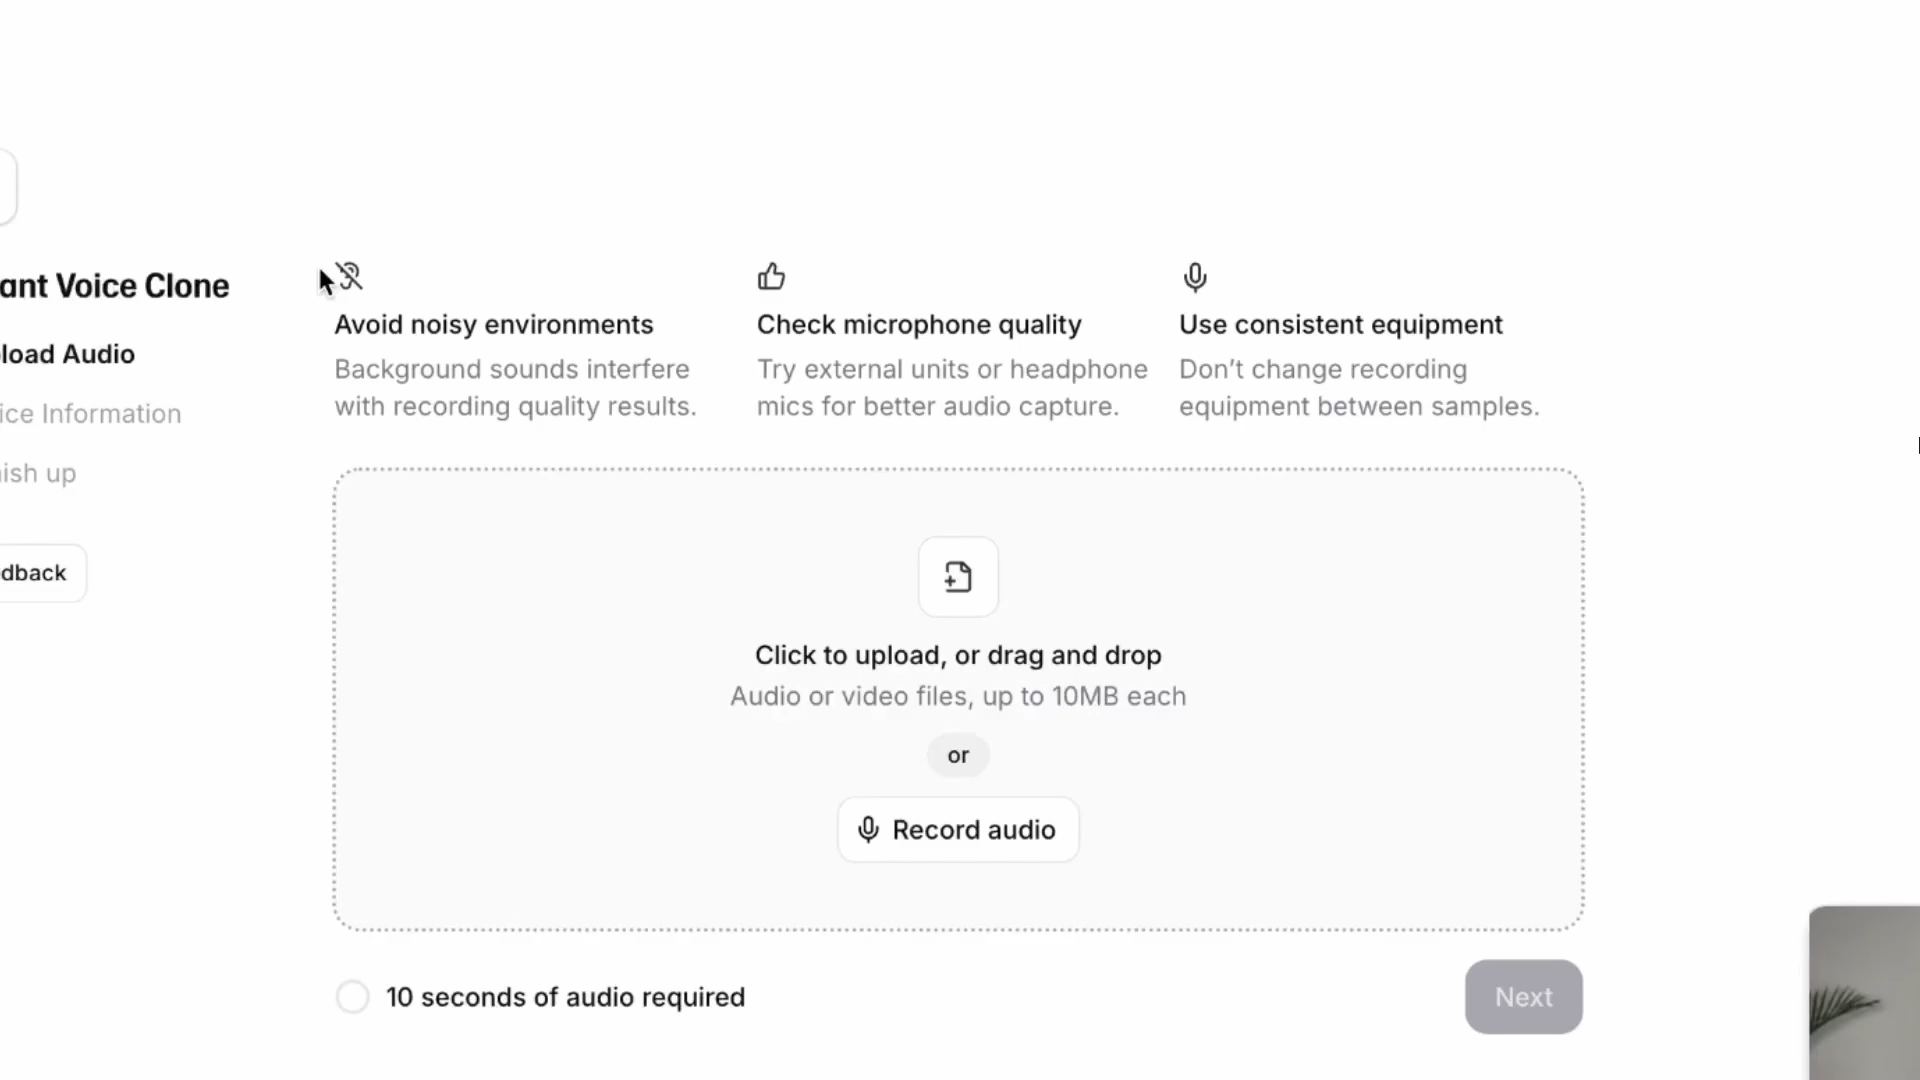 ant Voice Clone
load Audio
ice Information
ish up
dback
Avoid noisy environments
Background sounds interfere
with recording quality results.
Check microphone quality
Try external units or headphone
mics for better audio capture.
Use consistent equipment
Don’t change recording
equipment between samples.
Click to upload, or drag and drop
Audio or video files, up to 10MB each
or
Record audio
10 seconds of audio required
Next